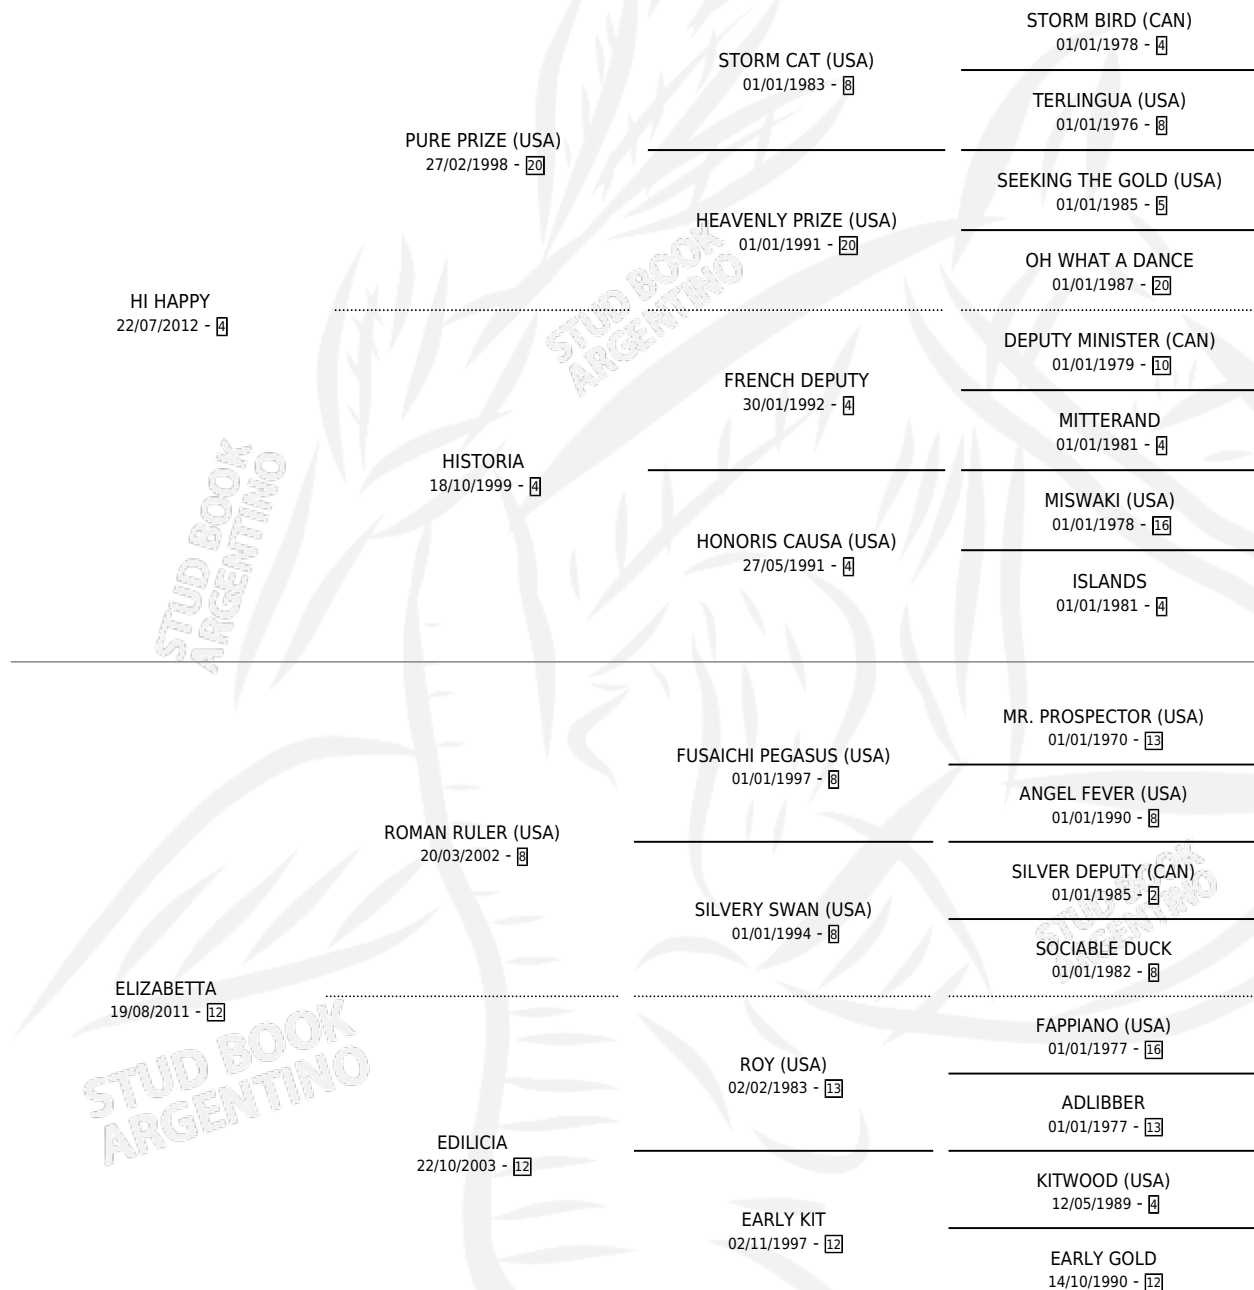 STORM BIRD (CAN)
01/01/1978 - 4
STORM CAT (USA)
01/01/1983 - 8
TERLINGUA (USA)
01/01/1976 - 8
PURE PRIZE (USA)
27/02/1998 - 20
SEEKING THE GOLD (USA)
01/01/1985 - 5
HEAVENLY PRIZE (USA)
01/01/1991 - 20
OH WHAT A DANCE
01/01/1987 - 20
HI HAPPY
22/07/2012 - 4
STUD BOOK
ARGENTINO
DEPUTY MINISTER (CAN)
01/01/1979 - 10
FRENCH DEPUTY
30/01/1992 - 4
MITTERAND
01/01/1981 - 4
HISTORIA
18/10/1999 - 4
MISWAKI (USA)
01/01/1978 - 16
HONORIS CAUSA (USA)
27/05/1991 - 4
ISLANDS
01/01/1981 - 4
STUD BOOK
ARGENTINO
MR. PROSPECTOR (USA)
01/01/1970 - 13
FUSAICHI PEGASUS (USA)
01/01/1997 - 8
ANGEL FEVER (USA)
01/01/1990 - 8
ROMAN RULER (USA)
20/03/2002 - 8
SILVER DEPUTY (CAN)
01/01/1985 - 2
STUD BOOK
ARGENTINO
SILVERY SWAN (USA)
01/01/1994 - 8
SOCIABLE DUCK
01/01/1982 - 8
ELIZABETTA
19/08/2011 - 12
STUD BOOK
ARGENTINO
FAPPIANO (USA)
01/01/1977 - 16
ROY (USA)
02/02/1983 - 13
ADLIBBER
01/01/1977 - 13
EDILICIA
22/10/2003 - 12
KITWOOD (USA)
12/05/1989 - 4
EARLY KIT
02/11/1997 - 12
EARLY GOLD
14/10/1990 - 12